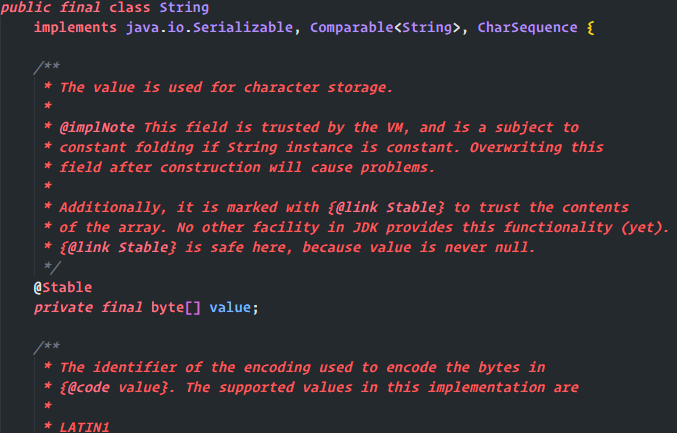 public final class String
    implements java.io.Serializable, Comparable<String>, CharSequence {
    /**
     * The value is used for character storage.
     *
     * @implNote This field is trusted by the VM, and is a subject to
     * constant folding if String instance is constant. Overwriting this
     * field after construction will cause problems.
     *
     * Additionally, it is marked with {@link Stable} to trust the contents
     * of the array. No other facility in JDK provides this functionality (yet).
     * {@link Stable} is safe here, because value is never null.
     */
    @Stable
    private final byte[] value;
    /**
     * The identifier of the encoding used to encode the bytes in
     * {@code value}. The supported values in this implementation are
     *
     * LATIN1